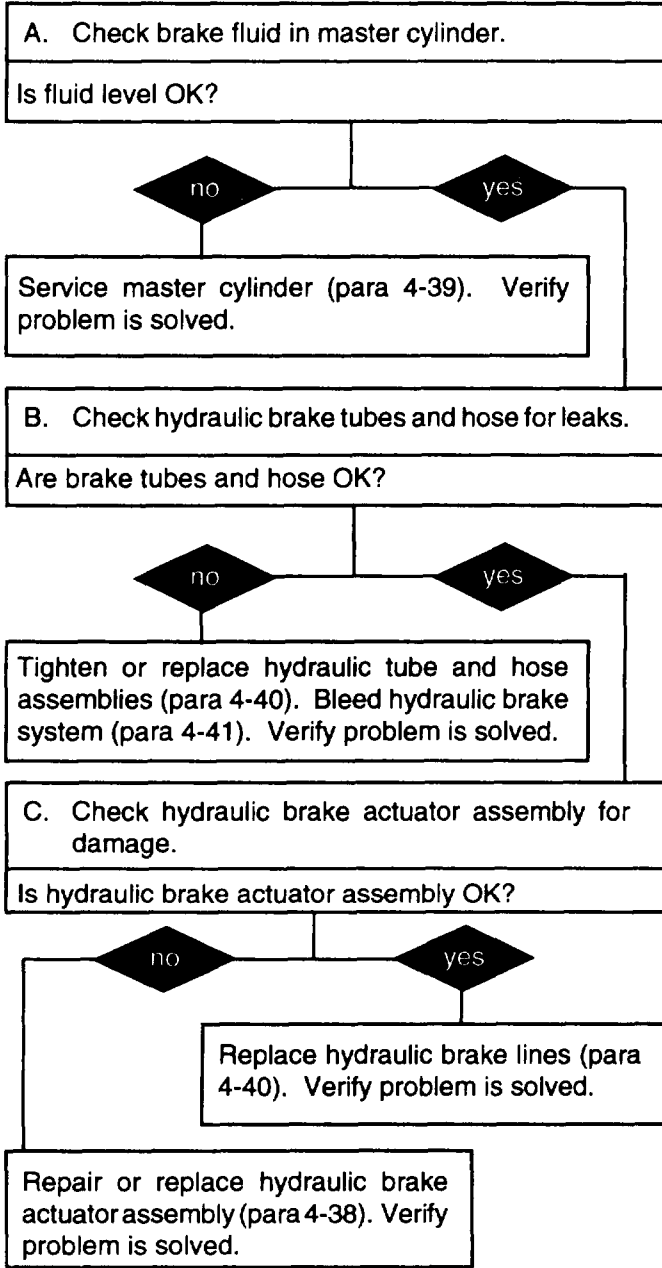 A. Check brake fluid in master cylinder.
Is fluid level OK?
no
yes
Service master cylinder (para 4-39). Verify
problem is solved.
B. Check hydraulic brake tubes and hose for leaks.
Are brake tubes and hose OK?
no
yes
Tighten or replace hydraulic tube and hose
assemblies (para 4-40). Bleed hydraulic brake
system (para 4-41). Verify problem is solved.
C. Check hydraulic brake actuator assembly for
damage.
Is hydraulic brake actuator assembly OK?
no
yes
Replace hydraulic brake lines (para
4-40). Verify problem is solved.
Repair or replace hydraulic brake
actuator assembly (para 4-38). Verify
problem is solved.